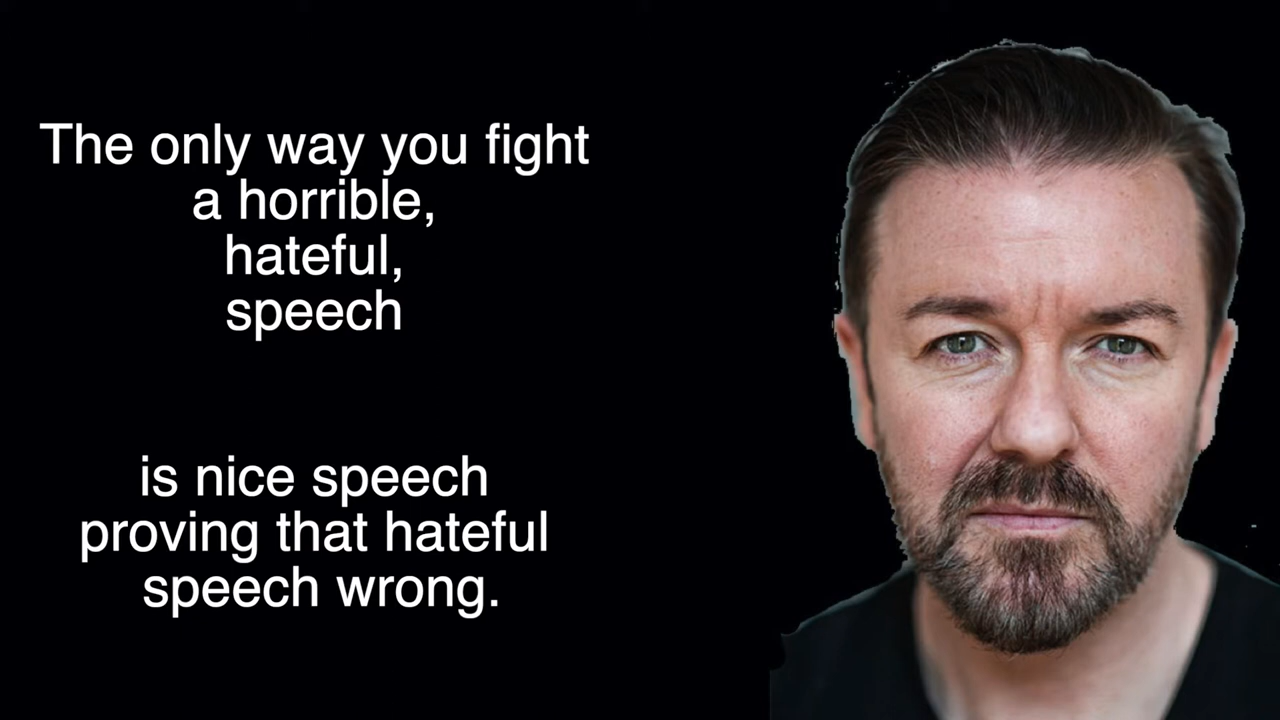 The only way you fight
a horrible,
hateful,
speech
is nice speech
proving that hateful
speech wrong.